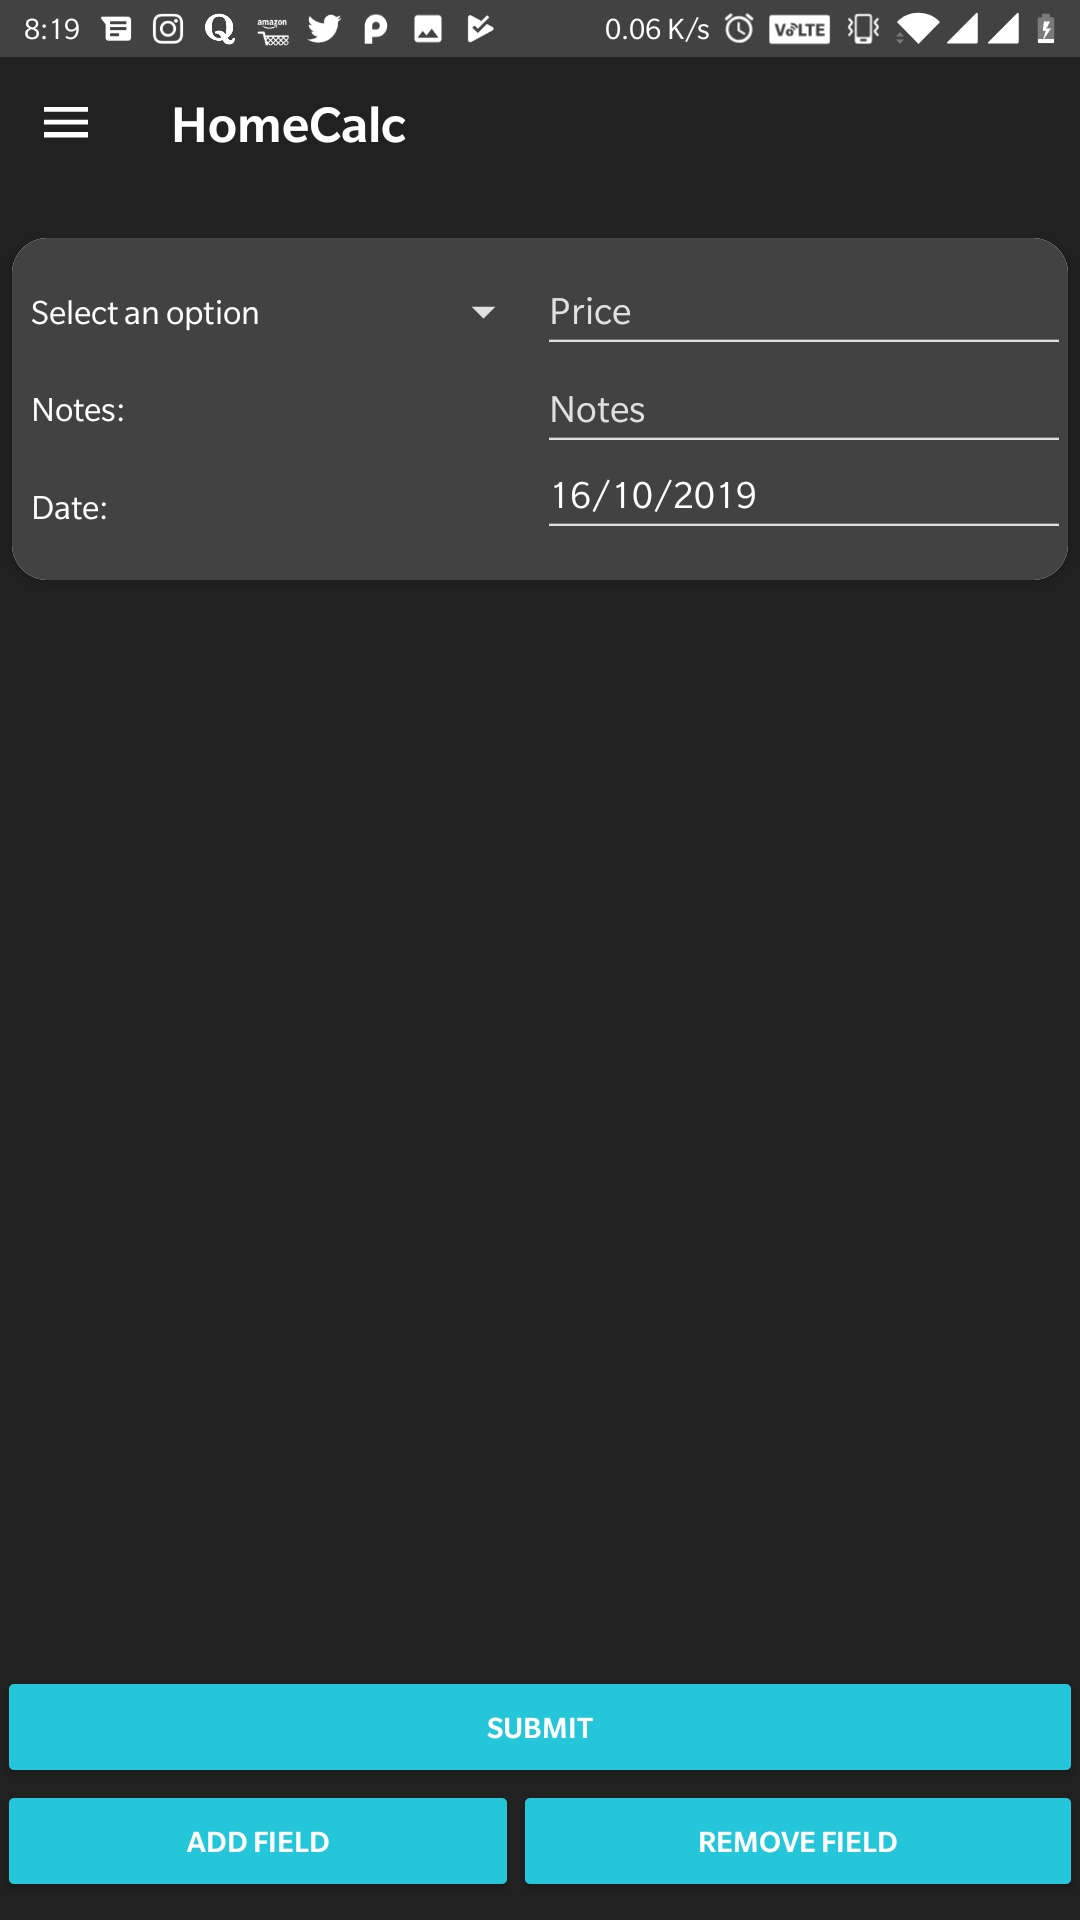 8:19 amazon 0.06 K/s VoLTE
HomeCalc
Select an option Price
Notes: Notes
Date: 16/10/2019
SUBMIT
ADD FIELD REMOVE FIELD